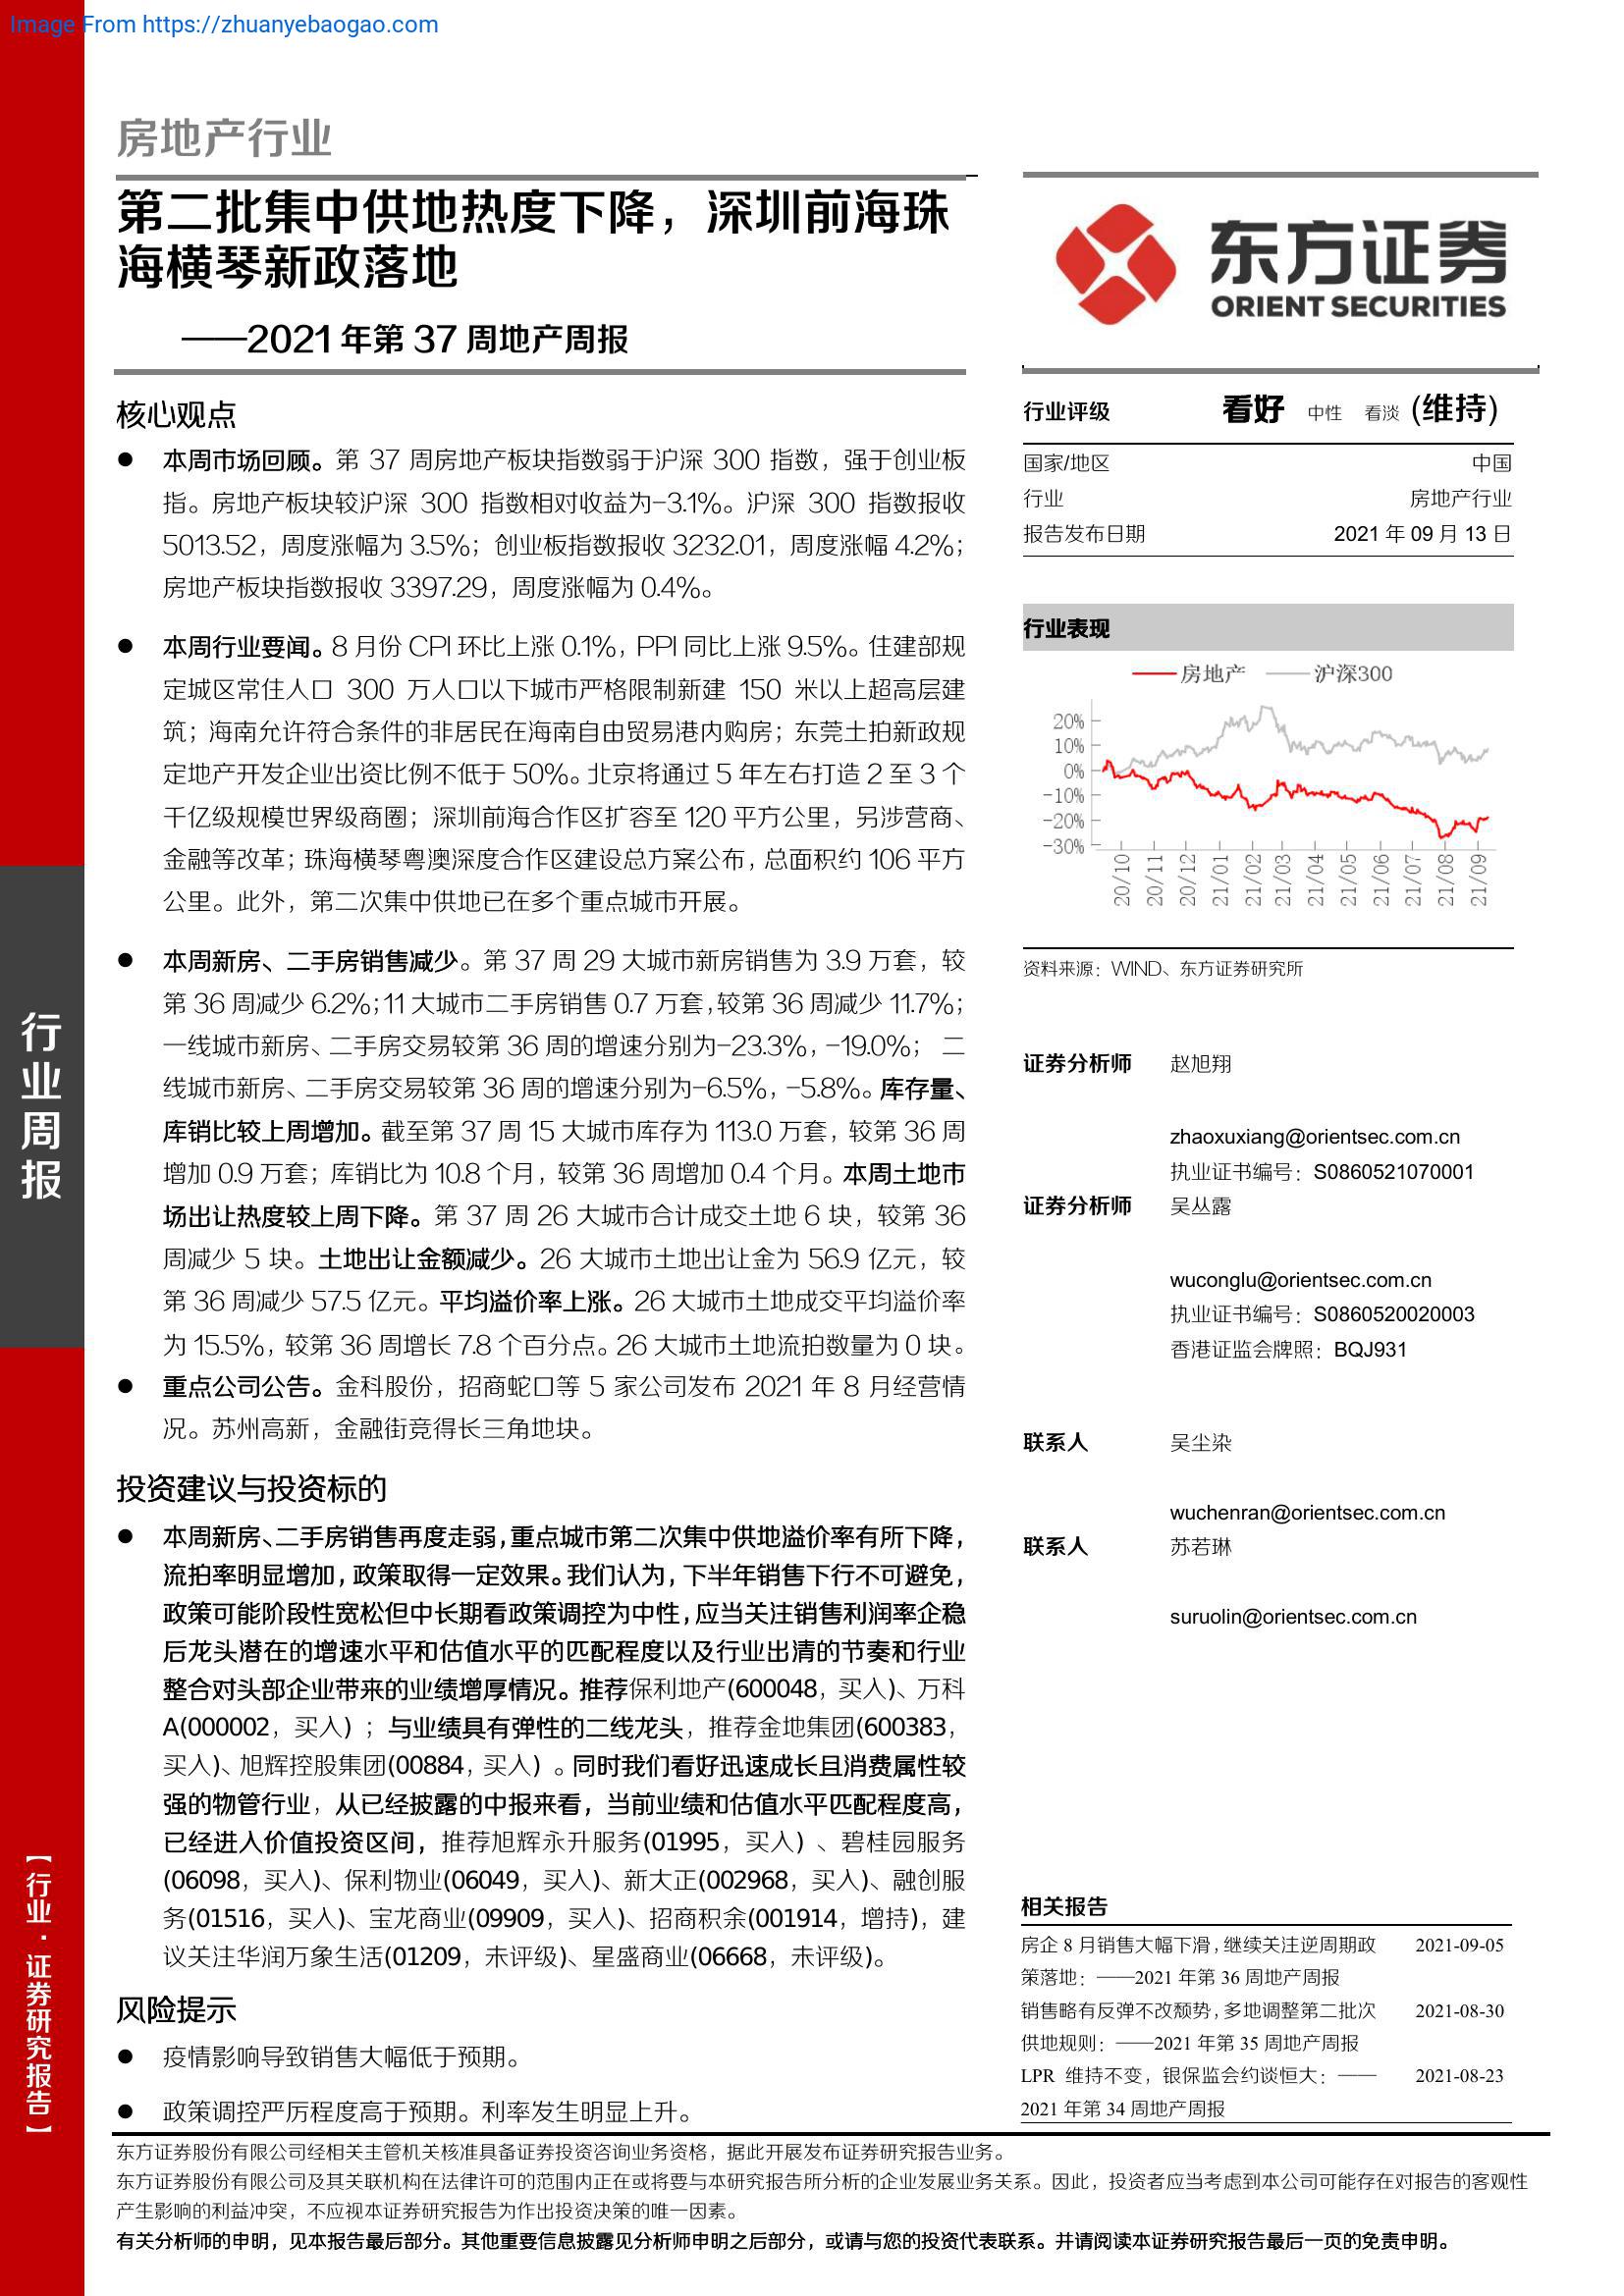 Image From https://zhuanyebaogao.com
房地产行业
第二批集中供地热度下降，深圳前海珠
海横琴新政落地
——2021 年第 37 周地产周报
核心观点
● 本周市场回顾。第 37 周房地产板块指数弱于沪深 300 指数，强于创业板
指。房地产板块较沪深 300 指数相对收益为-3.1%。沪深 300 指数报收
5013.52，周度涨幅为 3.5%；创业板指数报收 3232.01，周度涨幅 4.2%；
房地产板块指数报收 3397.29，周度涨幅为 0.4%。
● 本周行业要闻。8 月份 CPI 环比上涨 0.1%，PPI 同比上涨 9.5%。住建部规
定城区常住人口 300 万人口以下城市严格限制新建 150 米以上超高层建
筑；海南允许符合条件的非居民在海南自由贸易港内购房；东莞土拍新政规
定地产开发企业出资比例不低于 50%。北京将通过 5 年左右打造 2 至 3 个
千亿级规模世界级商圈；深圳前海合作区扩容至 120 平方公里，另涉营商、
金融等改革；珠海横琴粤澳深度合作区建设总方案公布，总面积约 106 平方
公里。此外，第二次集中供地已在多个重点城市开展。
● 本周新房、二手房销售减少。第 37 周 29 大城市新房销售为 3.9 万套，较
第 36 周减少 6.2%；11 大城市二手房销售 0.7 万套，较第 36 周减少 11.7%；
一线城市新房、二手房交易较第 36 周的增速分别为-23.3%，-19.0%； 二
线城市新房、二手房交易较第 36 周的增速分别为-6.5%，-5.8%。库存量、
库销比较上周增加。截至第 37 周 15 大城市库存为 113.0 万套，较第 36 周
增加 0.9 万套；库销比为 10.8 个月，较第 36 周增加 0.4 个月。本周土地市
场出让热度较上周下降。第 37 周 26 大城市合计成交土地 6 块，较第 36
周减少 5 块。土地出让金额减少。26 大城市土地出让金为 56.9 亿元，较
第 36 周减少 57.5 亿元。平均溢价率上涨。26 大城市土地成交平均溢价率
为 15.5%，较第 36 周增长 7.8 个百分点。26 大城市土地流拍数量为 0 块。
● 重点公司公告。金科股份，招商蛇口等 5 家公司发布 2021 年 8 月经营情
况。苏州高新，金融街竞得长三角地块。
投资建议与投资标的
● 本周新房、二手房销售再度走弱，重点城市第二次集中供地溢价率有所下降，
流拍率明显增加，政策取得一定效果。我们认为，下半年销售下行不可避免，
政策可能阶段性宽松但中长期看政策调控为中性，应当关注销售利润率企稳
后龙头潜在的增速水平和估值水平的匹配程度以及行业出清的节奏和行业
整合对头部企业带来的业绩增厚情况。推荐保利地产(600048，买入)、万科
A(000002，买入) ；与业绩具有弹性的二线龙头，推荐金地集团(600383，
买入)、旭辉控股集团(00884，买入) 。同时我们看好迅速成长且消费属性较
强的物管行业，从已经披露的中报来看，当前业绩和估值水平匹配程度高，
已经进入价值投资区间，推荐旭辉永升服务(01995，买入) 、碧桂园服务
(06098，买入)、保利物业(06049，买入)、新大正(002968，买入)、融创服
务(01516，买入)、宝龙商业(09909，买入)、招商积余(001914，增持)，建
议关注华润万象生活(01209，未评级)、星盛商业(06668，未评级)。
风险提示
● 疫情影响导致销售大幅低于预期。
● 政策调控严厉程度高于预期。利率发生明显上升。
东方证券
ORIENT SECURITIES
行业评级 看好 中性 看淡 (维持)
国家/地区 中国
行业 房地产行业
报告发布日期 2021 年 09 月 13 日
行业表现
房地产 沪深300
20%
10%
0%
-10%
-20%
-30%
20/10 20/11 20/12 21/01 21/02 21/03 21/04 21/05 21/06 21/07 21/08 21/09
资料来源：WIND、东方证券研究所
证券分析师 赵旭翔
zhaoxuxiang@orientsec.com.cn
执业证书编号：S0860521070001
证券分析师 吴丛露
wuconglu@orientsec.com.cn
执业证书编号：S0860520020003
香港证监会牌照：BQJ931
联系人 吴尘染
wuchenran@orientsec.com.cn
联系人 苏若琳
suruolin@orientsec.com.cn
相关报告
房企 8 月销售大幅下滑，继续关注逆周期政 2021-09-05
策落地：——2021 年第 36 周地产周报
销售略有反弹不改颓势，多地调整第二批次 2021-08-30
供地规则：——2021 年第 35 周地产周报
LPR 维持不变，银保监会约谈恒大：—— 2021-08-23
2021 年第 34 周地产周报
行业周报
【行业·证券研究报告】
东方证券股份有限公司经相关主管机关核准具备证券投资咨询业务资格，据此开展发布证券研究报告业务。
东方证券股份有限公司及其关联机构在法律许可的范围内正在或将要与本研究报告所分析的企业发展业务关系。因此，投资者应当考虑到本公司可能存在对报告的客观性
产生影响的利益冲突，不应视本证券研究报告为作出投资决策的唯一因素。
有关分析师的申明，见本报告最后部分。其他重要信息披露见分析师申明之后部分，或请与您的投资代表联系。并请阅读本证券研究报告最后一页的免责申明。